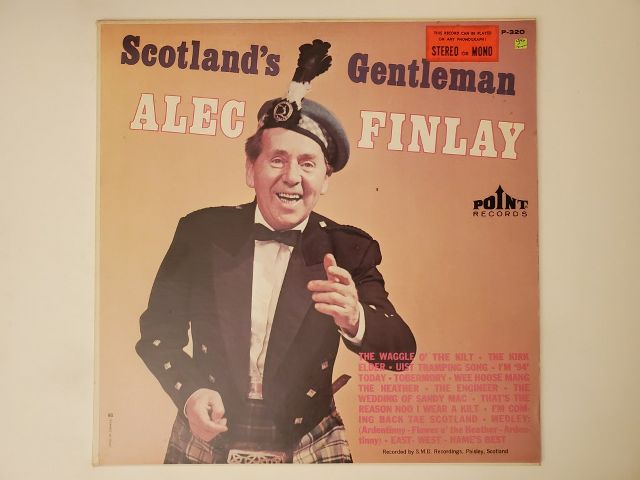 Scotland's Gentleman
ALEC FINLAY
THIS RECORD CAN BE PLAYED
ON ANY PHONOGRAPH!
STEREO OR MONO
P-320
POINT
RECORDS
THE WAGGLE O' THE KILT • THE KIRK
ELDER • UIST TRAMPING SONG • I'M "94"
TODAY • TOBERMORY • WEE HOOSE MANG
THE HEATHER • THE ENGINEER • THE
WEDDING OF SANDY MAC • THAT'S THE
REASON NOO I WEAR A KILT • I'M COM-
ING BACK TAE SCOTLAND • MEDLEY:
(Ardentinny - Flower o' the Heather - Arden-
tinny) • EAST - WEST - HAME'S BEST
Recorded by S.M.G. Recordings, Paisley, Scotland